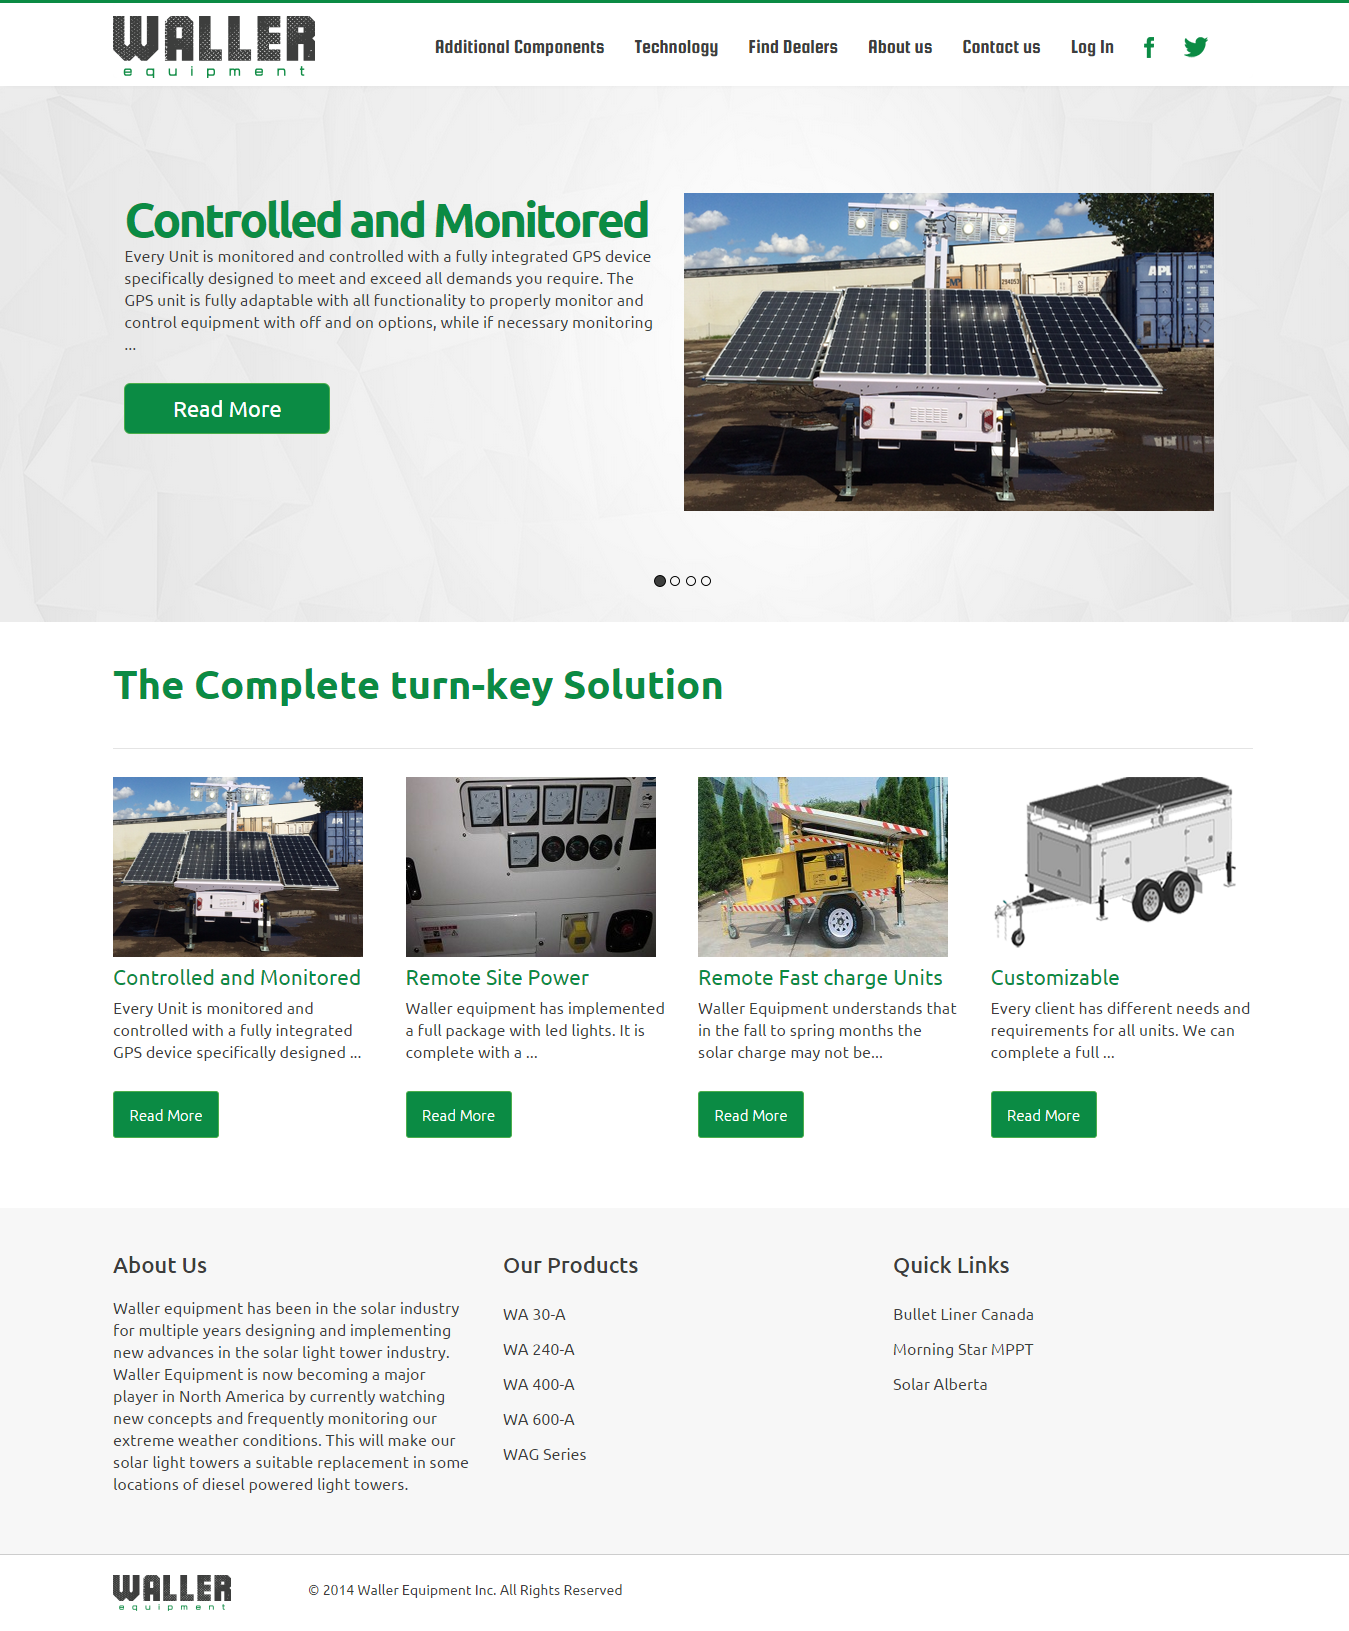 WALLER
equipment
Additional Components Technology Find Dealers About us Contact us Log In
Controlled and Monitored
Every Unit is monitored and controlled with a fully integrated GPS device
specifically designed to meet and exceed all demands you require. The
GPS unit is fully adaptable with all functionality to properly monitor and
control equipment with off and on options, while if necessary monitoring
...
Read More
APL
The Complete turn-key Solution
APL
Controlled and Monitored
Every Unit is monitored and
controlled with a fully integrated
GPS device specifically designed ...
Read More
Remote Site Power
Waller equipment has implemented
a full package with led lights. It is
complete with a ...
Read More
Remote Fast charge Units
Waller Equipment understands that
in the fall to spring months the
solar charge may not be...
Read More
Customizable
Every client has different needs and
requirements for all units. We can
complete a full ...
Read More
About Us
Waller equipment has been in the solar industry
for multiple years designing and implementing
new advances in the solar light tower industry.
Waller Equipment is now becoming a major
player in North America by currently watching
new concepts and frequently monitoring our
extreme weather conditions. This will make our
solar light towers a suitable replacement in some
locations of diesel powered light towers.
Our Products
WA 30-A
WA 240-A
WA 400-A
WA 600-A
WAG Series
Quick Links
Bullet Liner Canada
Morning Star MPPT
Solar Alberta
WALLER
equipment
© 2014 Waller Equipment Inc. All Rights Reserved